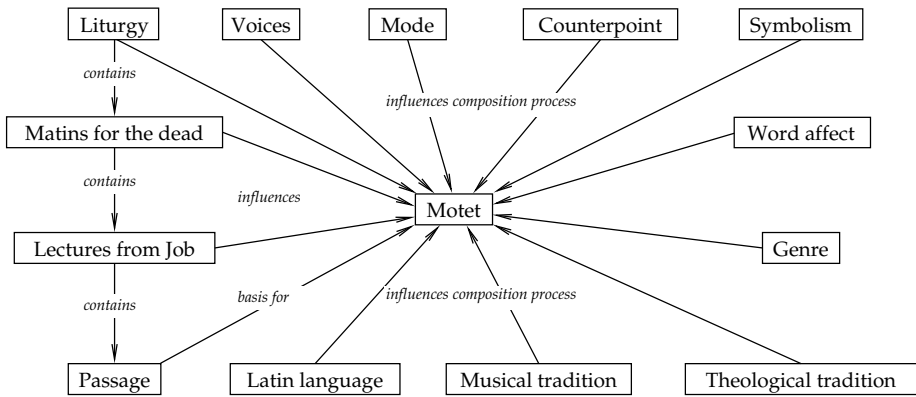 Liturgy
Voices
Mode
Counterpoint
Symbolism
contains
influences composition process
Matins for the dead
Word affect
contains
influences
Motet
Lectures from Job
Genre
contains
basis for
influences composition process
Passage
Latin language
Musical tradition
Theological tradition